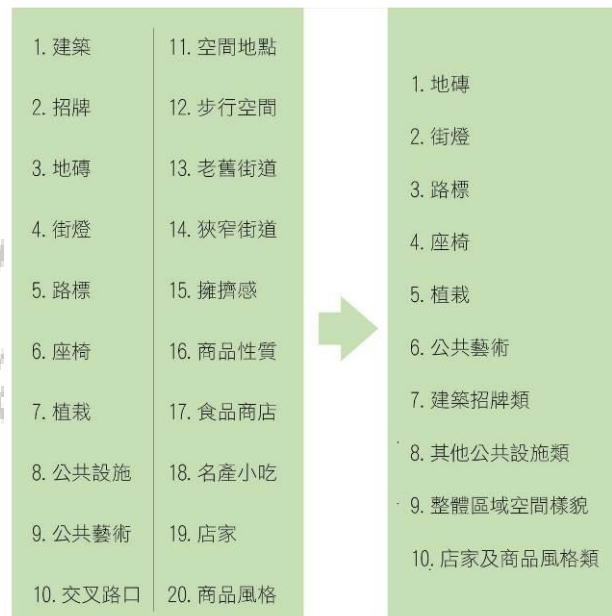 1. 建築
2. 招牌
3. 地磚
4. 街燈
5. 路標
6. 座椅
7. 植栽
8. 公共設施
9. 公共藝術
10. 交叉路口
11. 空間地點
12. 步行空間
13. 老舊街道
14. 狹窄街道
15. 擁擠感
16. 商品性質
17. 食品商店
18. 名產小吃
19. 店家
20. 商品風格
1. 地磚
2. 街燈
3. 路標
4. 座椅
5. 植栽
6. 公共藝術
7. 建築招牌類
8. 其他公共設施類
9. 整體區域空間樣貌
10. 店家及商品風格類